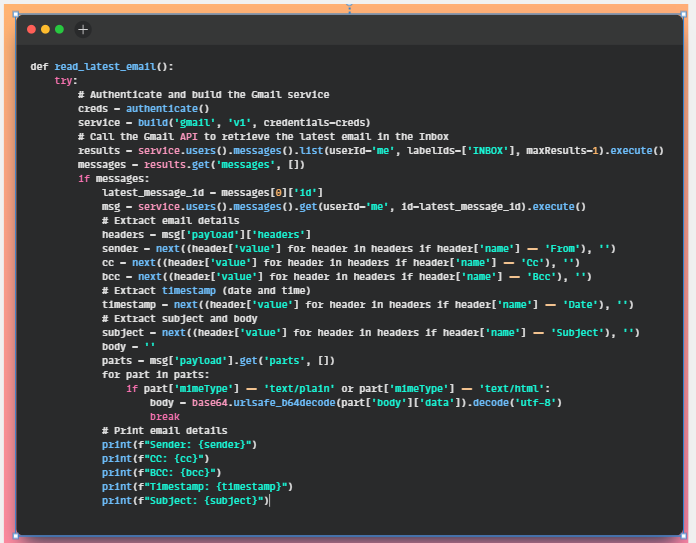 def read_latest_email():
    try:
        # Authenticate and build the Gmail service
        creds = authenticate()
        service = build('gmail', 'v1', credentials=creds)
        # Call the Gmail API to retrieve the latest email in the Inbox
        results = service.users().messages().list(userId='me', labelIds=['INBOX'], maxResults=1).execute()
        messages = results.get('messages', [])
        if messages:
            latest_message_id = messages[0]['id']
            msg = service.users().messages().get(userId='me', id=latest_message_id).execute()
            # Extract email details
            headers = msg['payload']['headers']
            sender = next((header['value'] for header in headers if header['name'] == 'From'), '')
            cc = next((header['value'] for header in headers if header['name'] == 'Cc'), '')
            bcc = next((header['value'] for header in headers if header['name'] == 'Bcc'), '')
            # Extract timestamp (date and time)
            timestamp = next((header['value'] for header in headers if header['name'] == 'Date'), '')
            # Extract subject and body
            subject = next((header['value'] for header in headers if header['name'] == 'Subject'), '')
            body = ''
            parts = msg['payload'].get('parts', [])
            for part in parts:
                if part['mimeType'] == 'text/plain' or part['mimeType'] == 'text/html':
                    body = base64.urlsafe_b64decode(part['body']['data']).decode('utf-8')
                    break
            # Print email details
            print(f"Sender: {sender}")
            print(f"CC: {cc}")
            print(f"BCC: {bcc}")
            print(f"Timestamp: {timestamp}")
            print(f"Subject: {subject}")